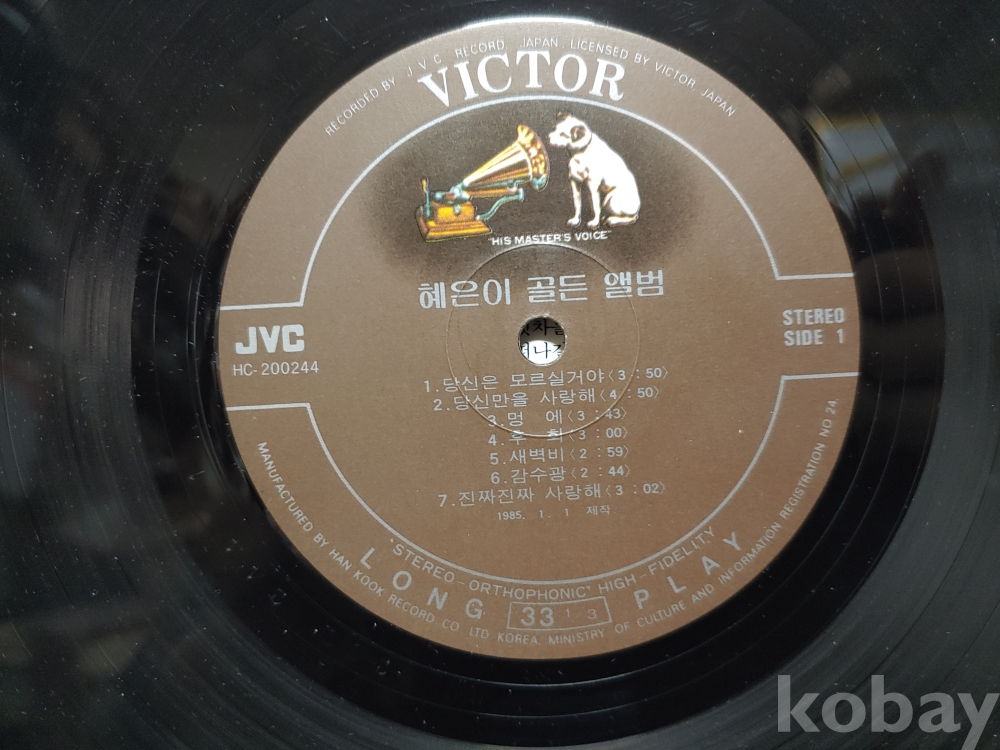 RECORDED BY J.V.C. RECORD, JAPAN, LICENSED BY VICTOR, JAPAN
VICTOR
"HIS MASTER'S VOICE"
혜은이 골든 앨범
JVC
HC-200244
STEREO
SIDE 1
1.당신은 모르실거야〈3:50〉
2.당신만을 사랑해〈4:50〉
3.멍 에〈3:43〉
4.후 회〈3:00〉
5.새벽비〈2:59〉
6.감수광〈2:44〉
7.진짜진짜 사랑해〈3:02〉
1985. 1. 1 제작
"STEREO-ORTHOPHONIC" HIGH-FIDELITY
LONG 33 1/3 PLAY
MANUFACTURED BY HAN KOOK RECORD CO. LTD KOREA, MINISTRY OF CULTURE AND INFORMATION REGISTRATION NO 24.
kobay